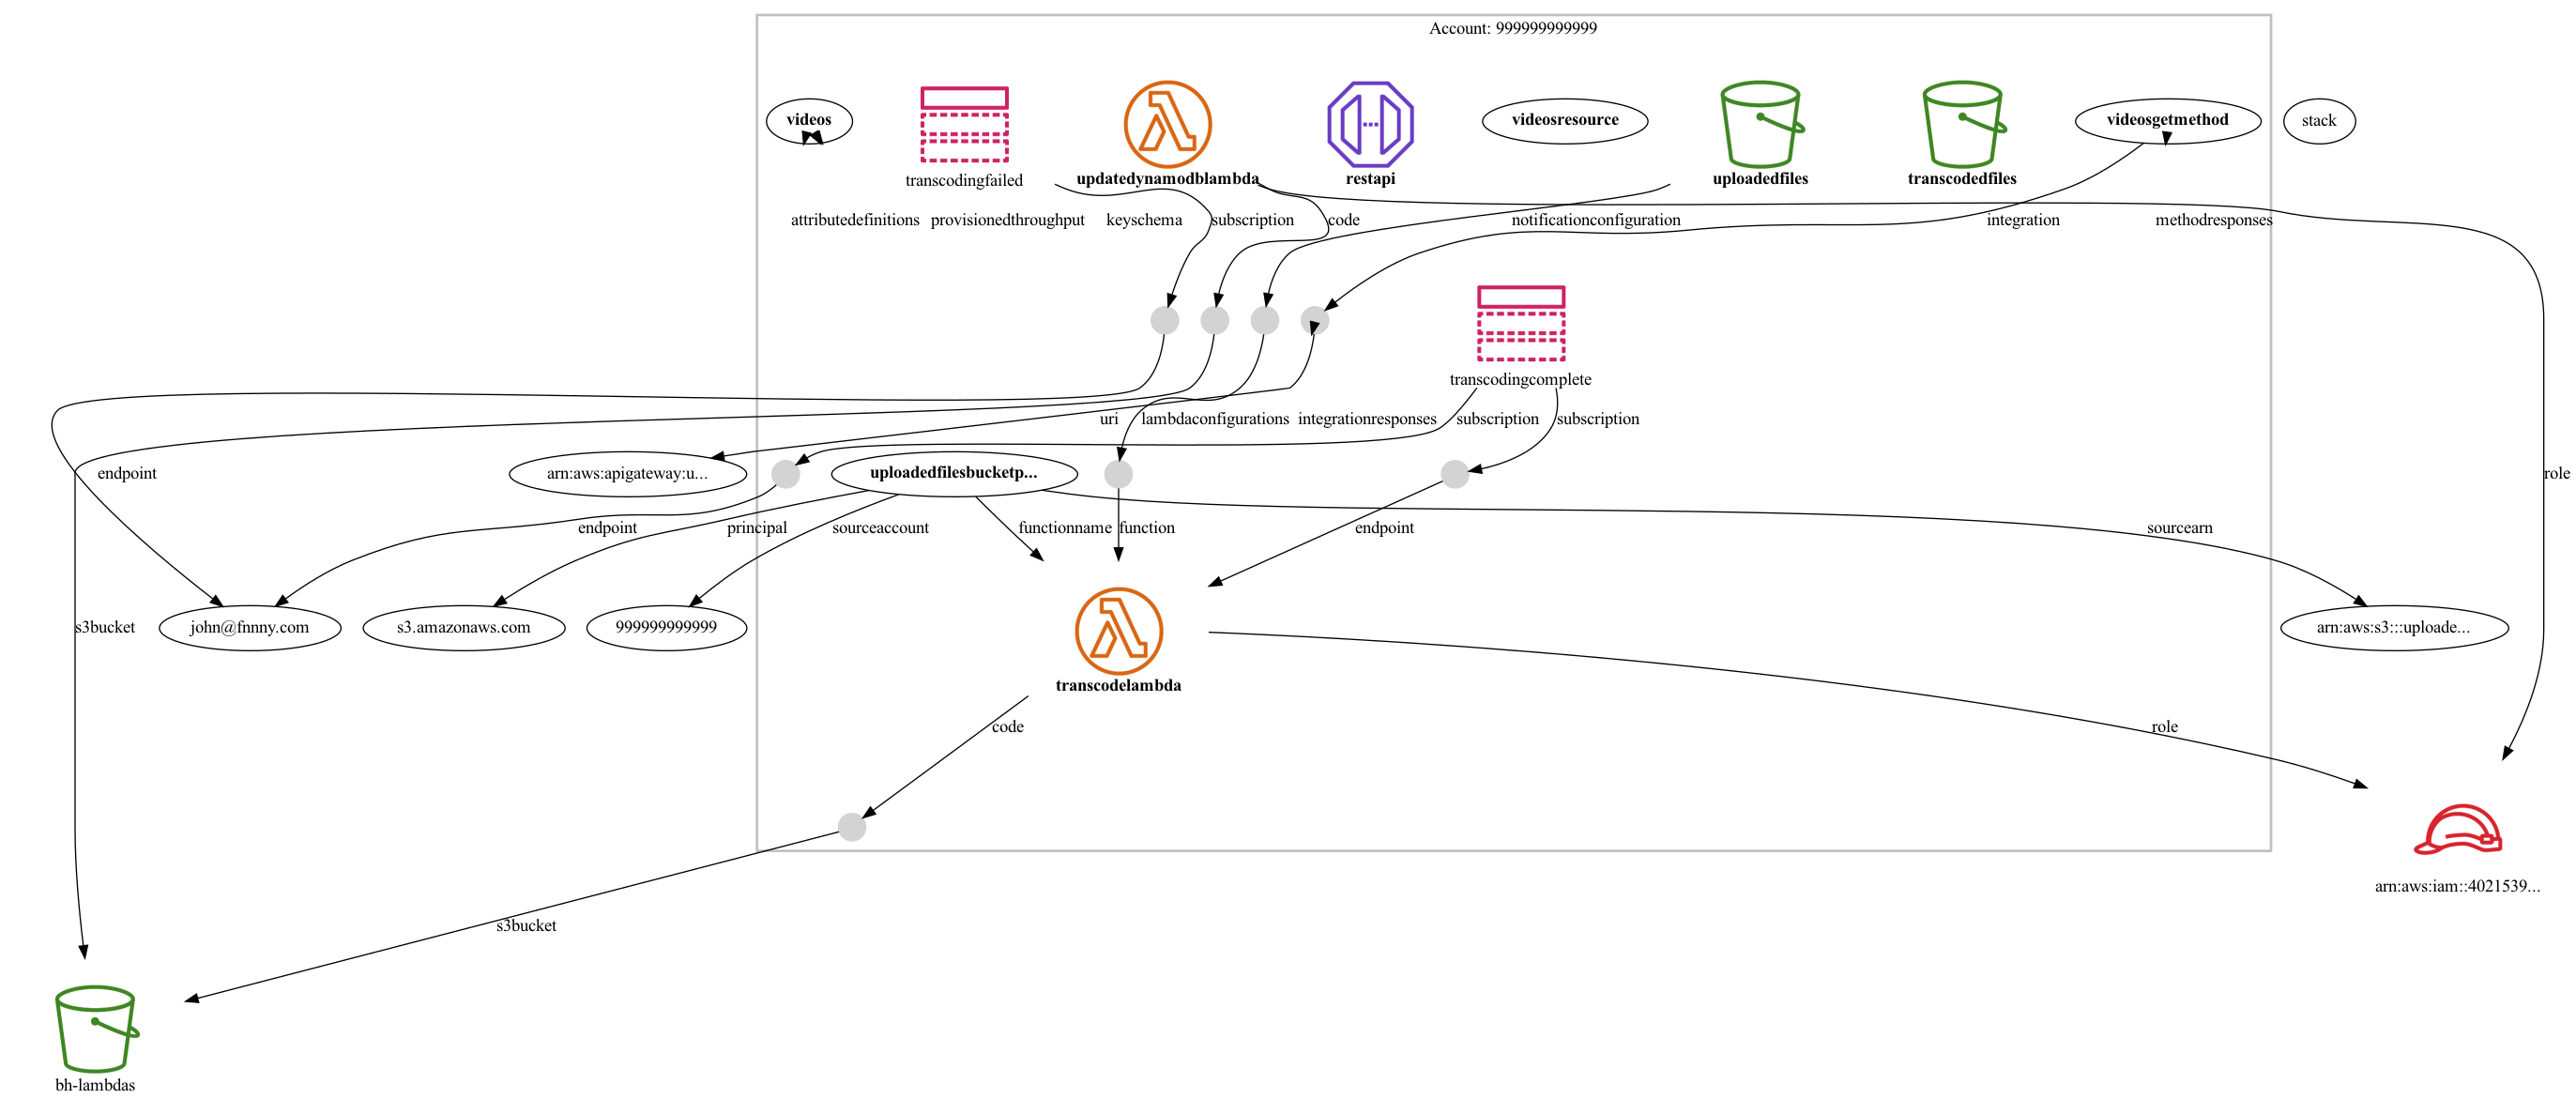 Account: 999999999999
videos
transcodingfailed
updatedynamodblambda
restapi
videosresource
uploadedfiles
transcodedfiles
videosgetmethod
stack
attributedefinitions
provisionedthroughput
keyschema
subscription
code
notificationconfiguration
integration
methodresponses
transcodingcomplete
uri
lambdaconfigurations
integrationresponses
subscription
subscription
endpoint
arn:aws:apigateway:u...
uploadedfilesbucketp...
role
endpoint
principal
sourceaccount
functionname
function
endpoint
sourcearn
s3bucket
john@fnnny.com
s3.amazonaws.com
999999999999
arn:aws:s3:::uploade...
transcodelambda
code
role
arn:aws:iam::4021539...
s3bucket
bh-lambdas